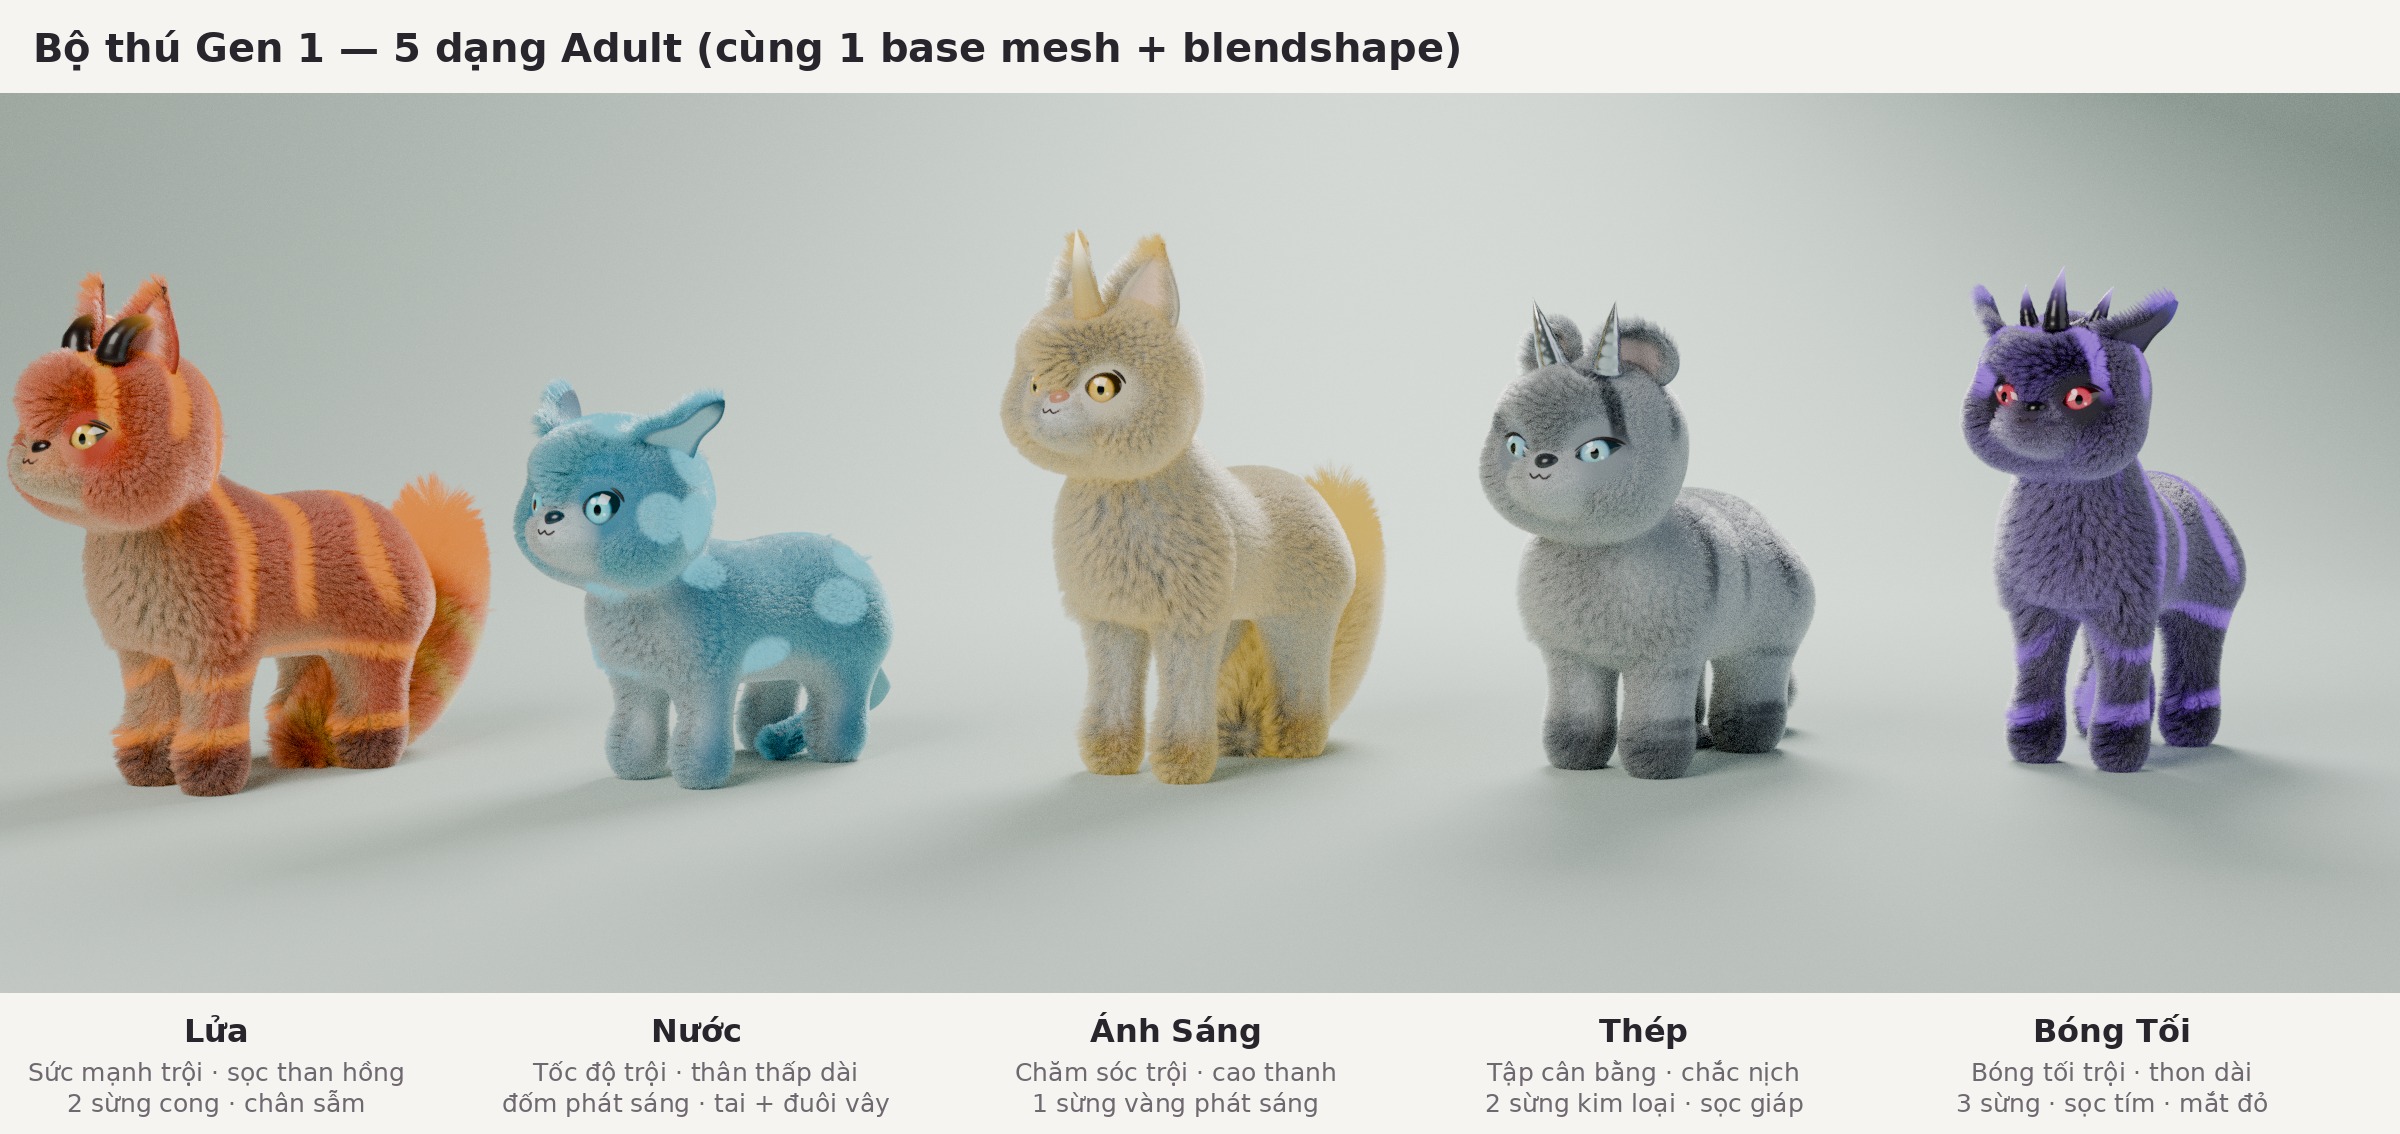 Bộ thú Gen 1 — 5 dạng Adult (cùng 1 base mesh + blendshape)
Lửa
Sức mạnh trội · sọc than hồng
2 sừng cong · chân sẫm
Nước
Tốc độ trội · thân thấp dài
đốm phát sáng · tai + đuôi vây
Ánh Sáng
Chăm sóc trội · cao thanh
1 sừng vàng phát sáng
Thép
Tập cân bằng · chắc nịch
2 sừng kim loại · sọc giáp
Bóng Tối
Bóng tối trội · thon dài
3 sừng · sọc tím · mắt đỏ